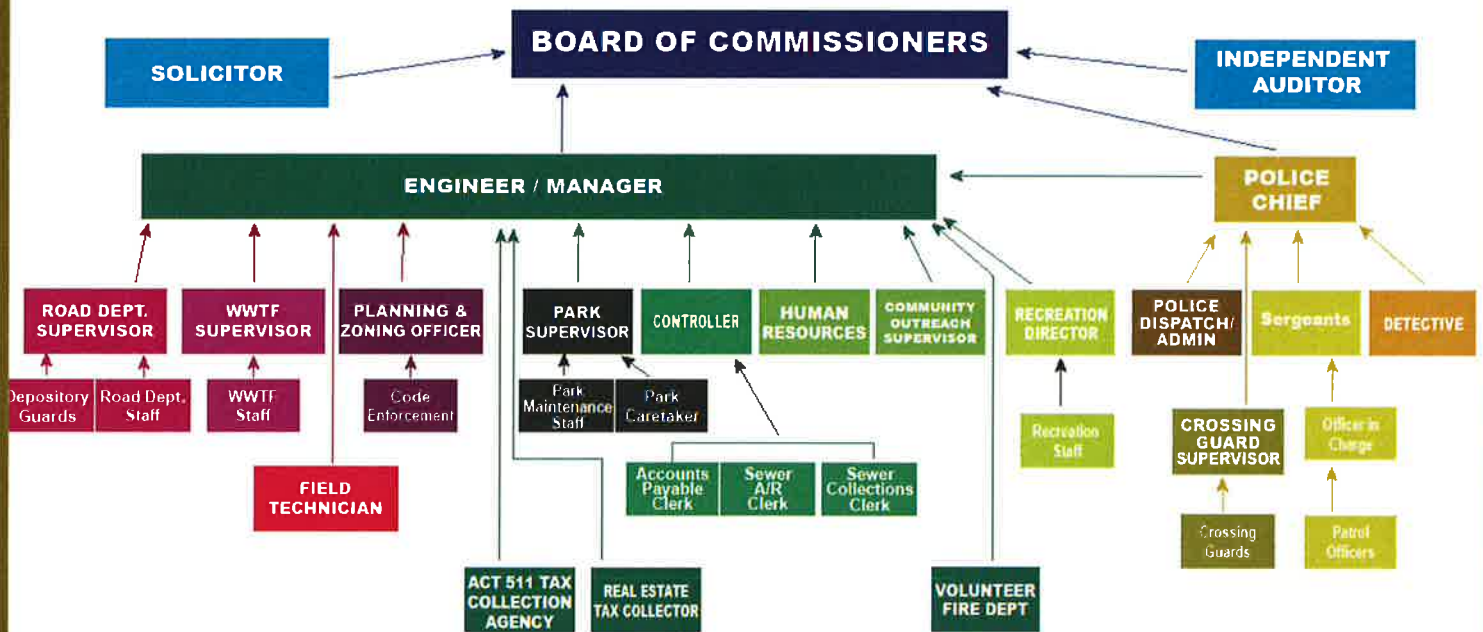 BOARD OF COMMISSIONERS
SOLICITOR
INDEPENDENT
AUDITOR
ENGINEER / MANAGER
POLICE
CHIEF
ROAD DEPT.
SUPERVISOR
WWTF
SUPERVISOR
PLANNING &
ZONING OFFICER
PARK
SUPERVISOR
CONTROLLER
HUMAN
RESOURCES
COMMUNITY
OUTREACH
SUPERVISOR
RECREATION
DIRECTOR
POLICE
DISPATCH/
ADMIN
Sergeants
DETECTIVE
Depository
Guards
Road Dept.
Staff
WWTF
Staff
Code
Enforcement
Park
Maintenance
Staff
Park
Caretaker
Recreation
Staff
CROSSING
GUARD
SUPERVISOR
Officer in
Charge
FIELD
TECHNICIAN
Accounts
Payable
Clerk
Sewer
A/R
Clerk
Sewer
Collections
Clerk
Crossing
Guards
Patrol
Officers
ACT 511 TAX
COLLECTION
AGENCY
REAL ESTATE
TAX COLLECTOR
VOLUNTEER
FIRE DEPT